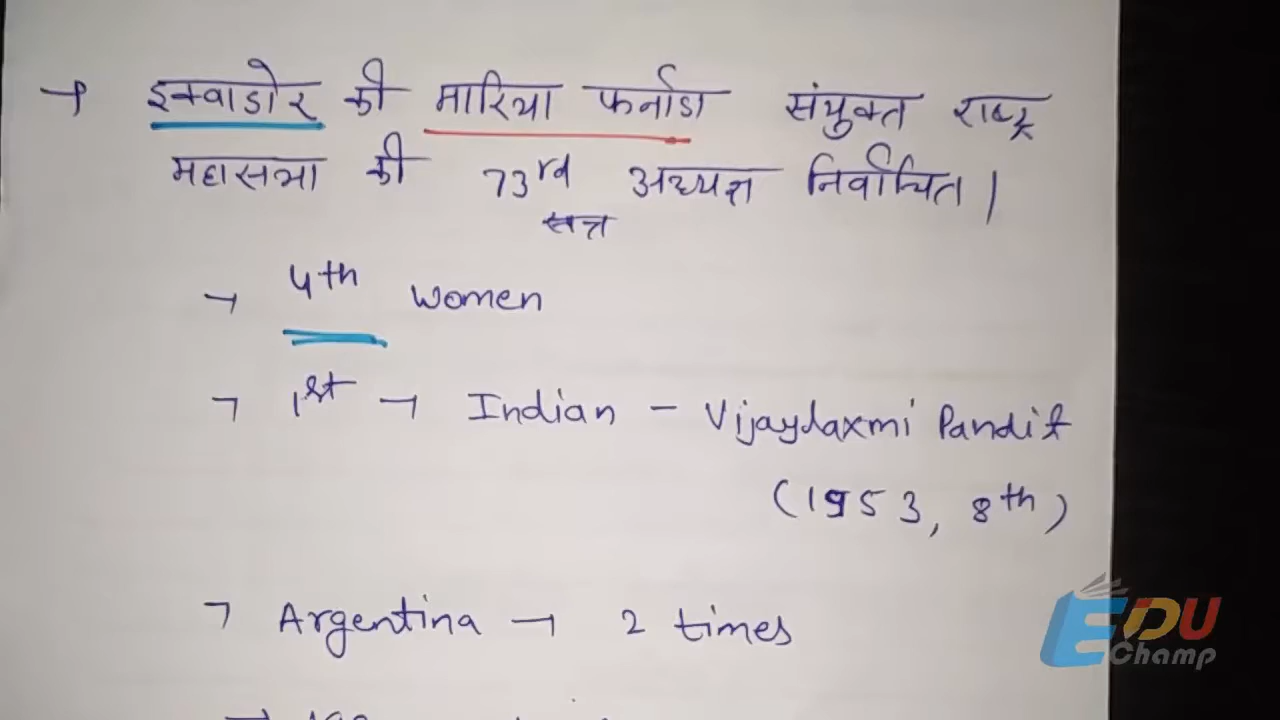 → इक्वाडोर की मारिया फर्नाडा संयुक्त राष्ट्र
महासभा की 73rd अध्यक्ष निर्वाचित।
सत्र
→ 4th women
→ 1st → Indian - Vijaylaxmi Pandit
(1953, 8th)
→ Argentina → 2 times
EDU
Champ